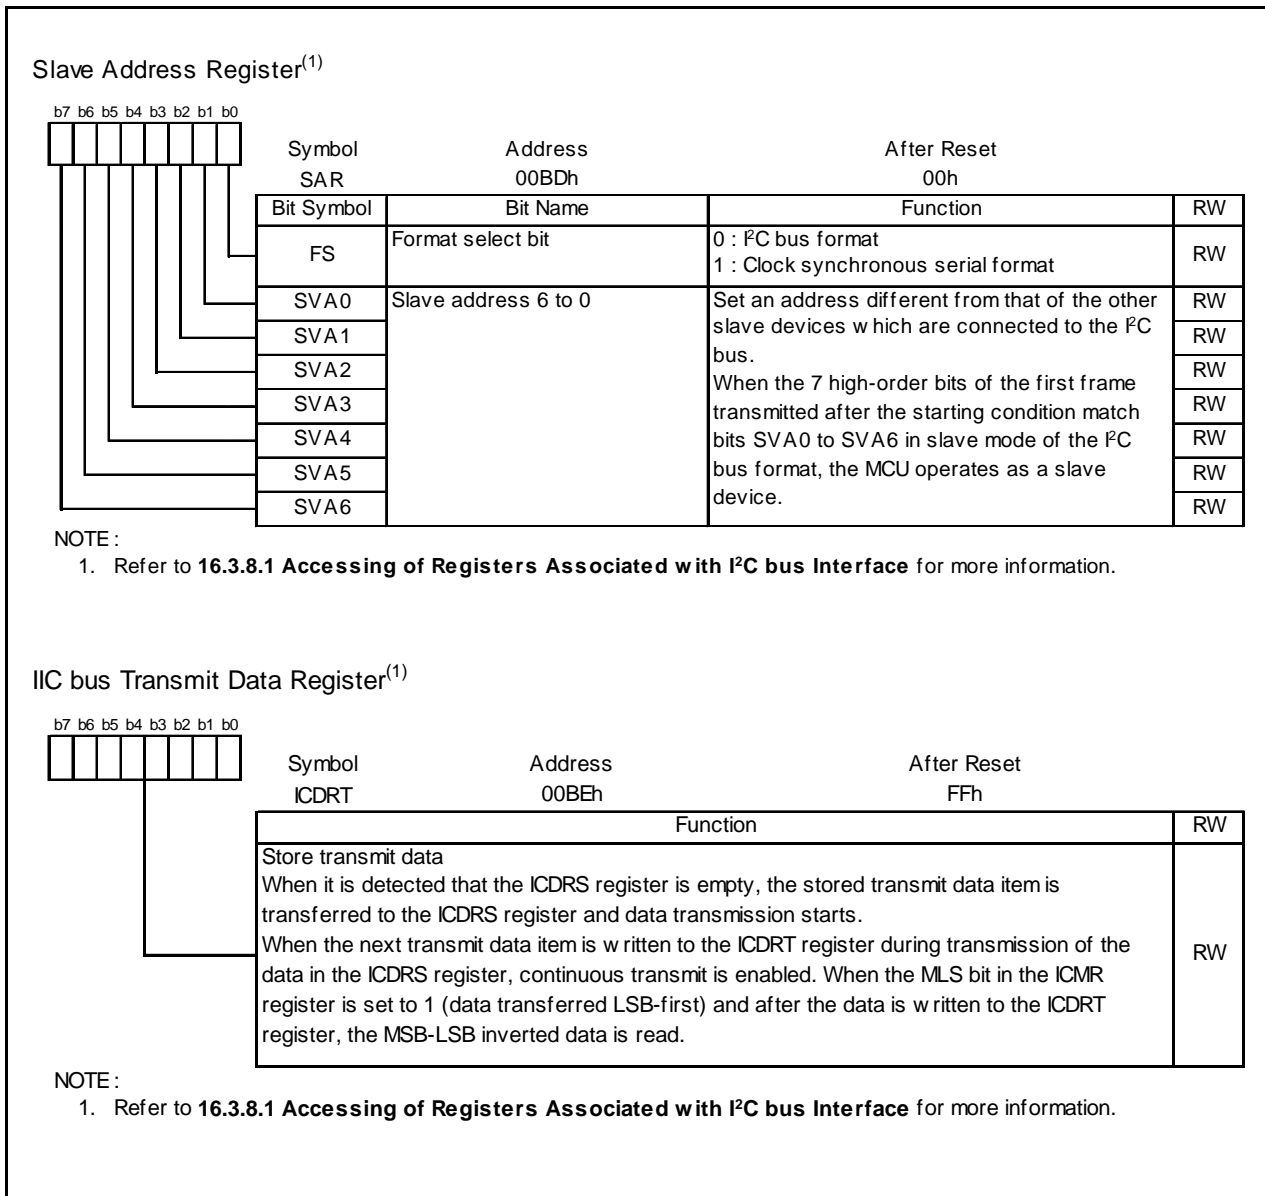 Slave Address Register(1)
b7 b6 b5 b4 b3 b2 b1 b0
Symbol Address After Reset
SAR 00BDh 00h
Bit Symbol Bit Name Function RW
FS Format select bit 0 : I²C bus format RW
1 : Clock synchronous serial format
SVA0 Slave address 6 to 0 Set an address different from that of the other RW
SVA1 slave devices which are connected to the I²C RW
bus.
SVA2 When the 7 high-order bits of the first frame RW
SVA3 transmitted after the starting condition match RW
SVA4 bits SVA0 to SVA6 in slave mode of the I²C RW
SVA5 bus format, the MCU operates as a slave RW
SVA6 device. RW
NOTE :
1. Refer to 16.3.8.1 Accessing of Registers Associated with I²C bus Interface for more information.
IIC bus Transmit Data Register(1)
b7 b6 b5 b4 b3 b2 b1 b0
Symbol Address After Reset
ICDRT 00BEh FFh
Function RW
Store transmit data
When it is detected that the ICDRS register is empty, the stored transmit data item is
transferred to the ICDRS register and data transmission starts.
When the next transmit data item is written to the ICDRT register during transmission of the RW
data in the ICDRS register, continuous transmit is enabled. When the MLS bit in the ICMR
register is set to 1 (data transferred LSB-first) and after the data is written to the ICDRT
register, the MSB-LSB inverted data is read.
NOTE :
1. Refer to 16.3.8.1 Accessing of Registers Associated with I²C bus Interface for more information.